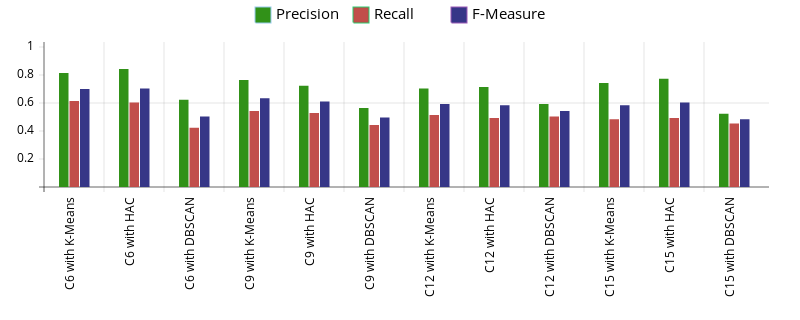 Precision Recall F-Measure
1
0.8
0.6
0.4
0.2
C6 with K-Means
C6 with HAC
C6 with DBSCAN
C9 with K-Means
C9 with HAC
C9 with DBSCAN
C12 with K-Means
C12 with HAC
C12 with DBSCAN
C15 with K-Means
C15 with HAC
C15 with DBSCAN